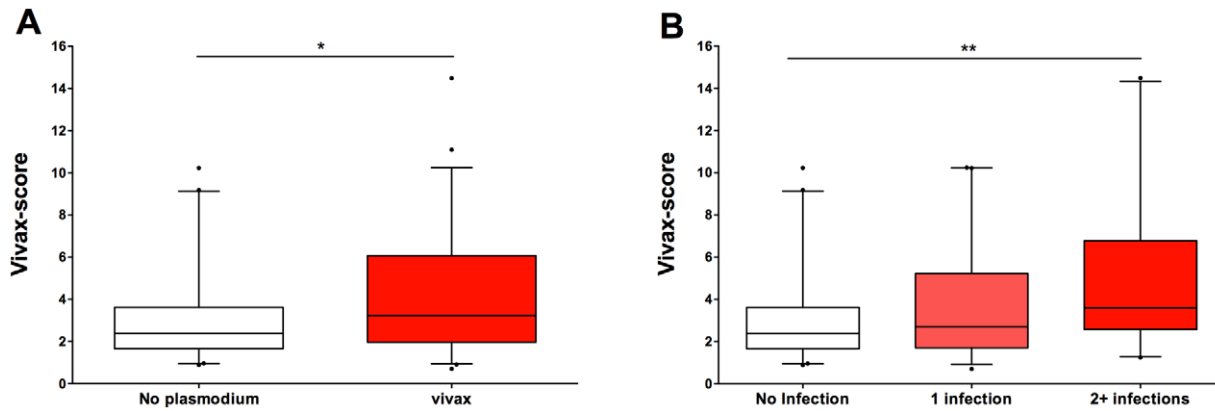 A
B
*
**
Vivax-score
16
14
12
10
8
6
4
2
0
No plasmodium
vivax
Vivax-score
16
14
12
10
8
6
4
2
0
No Infection
1 infection
2+ infections